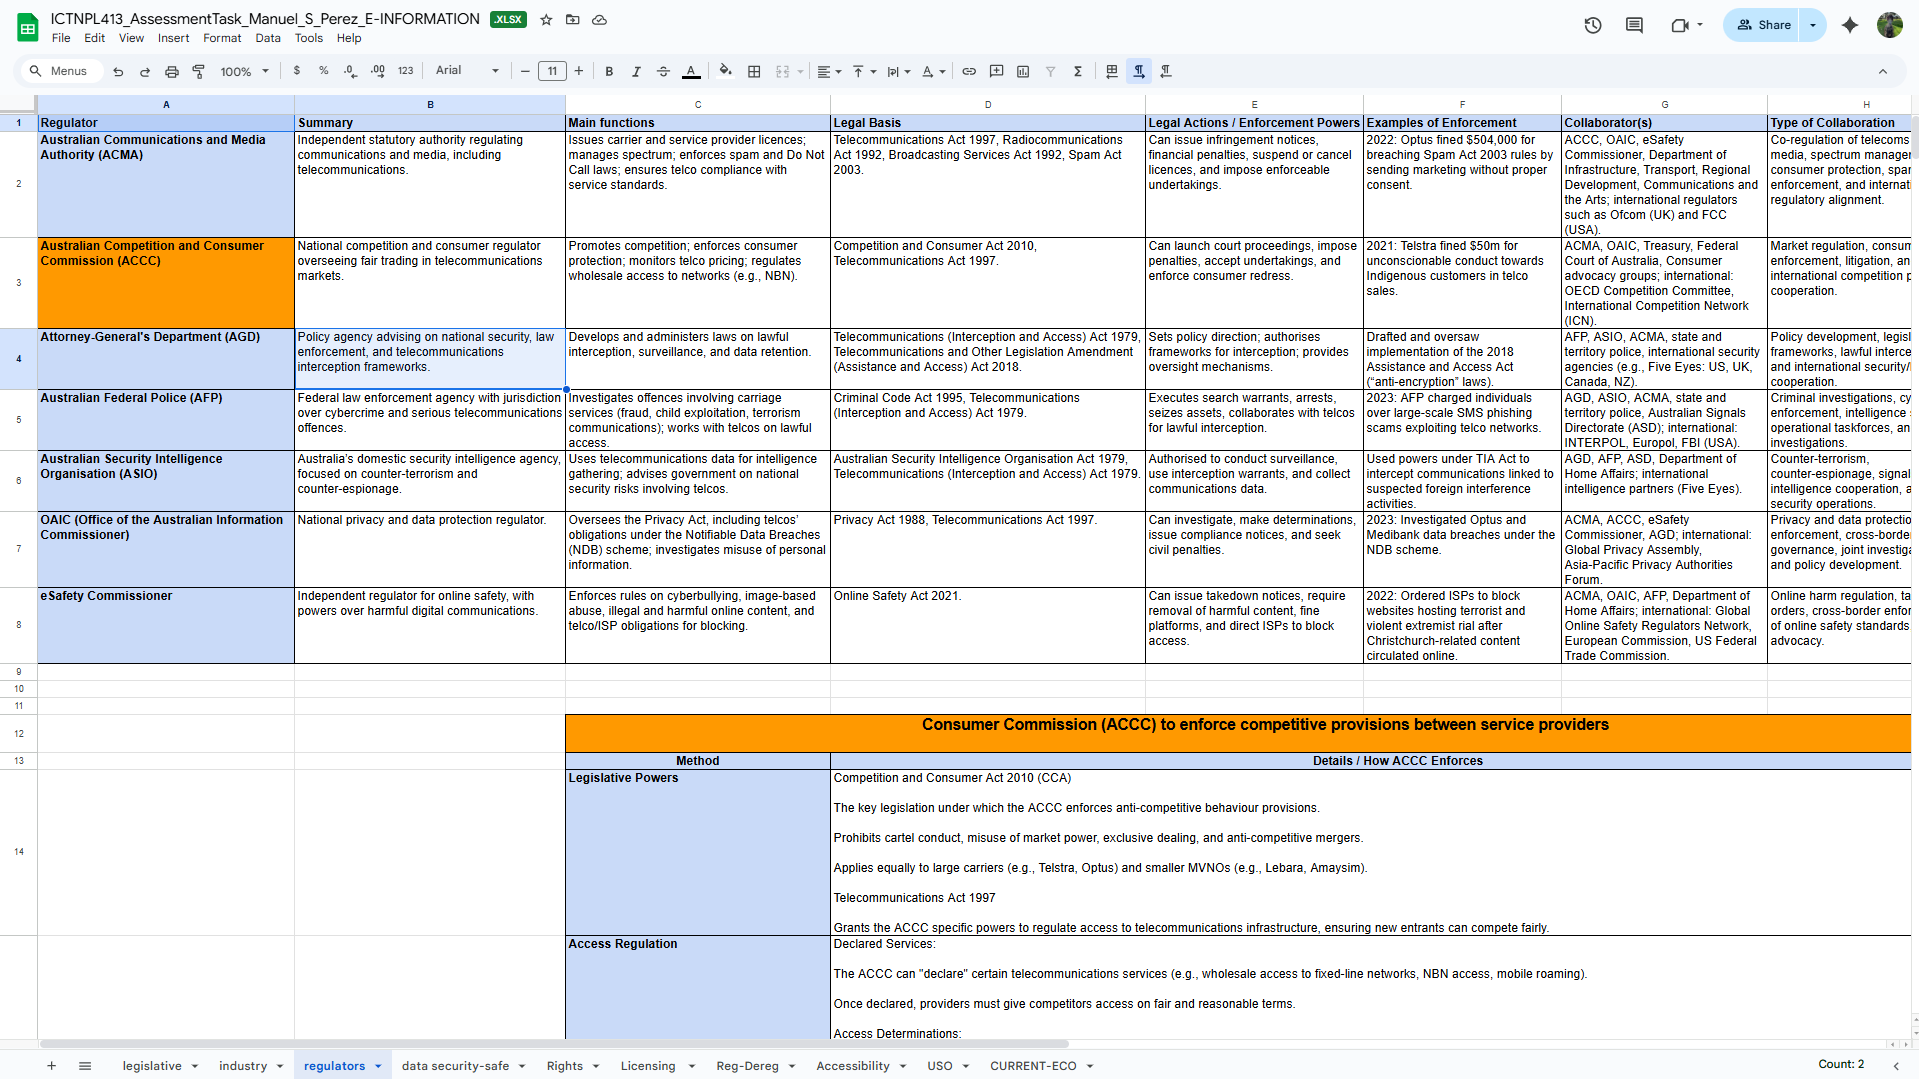 ICTNPL413_AssessmentTask_Manuel_S_Perez_E-INFORMATION .XLSX
File Edit View Insert Format Data Tools Help
Share
Menus 100% $ % .0 .00 123 Arial 11 B I A A
A B C D E F G H
1 Regulator Summary Main functions Legal Basis Legal Actions / Enforcement Powers Examples of Enforcement Collaborator(s) Type of Collaboration
2
Australian Communications and Media
Authority (ACMA)
Independent statutory authority regulating
communications and media, including
telecommunications.
Issues carrier and service provider licences;
manages spectrum; enforces spam and Do Not
Call laws; ensures telco compliance with
service standards.
Telecommunications Act 1997, Radiocommunications
Act 1992, Broadcasting Services Act 1992, Spam Act
2003.
Can issue infringement notices,
financial penalties, suspend or cancel
licences, and impose enforceable
undertakings.
2022: Optus fined $504,000 for
breaching Spam Act 2003 rules by
sending marketing without proper
consent.
ACCC, OAIC, eSafety
Commissioner, Department of
Infrastructure, Transport, Regional
Development, Communications and
the Arts; international regulators
such as Ofcom (UK) and FCC
(USA).
Co-regulation of telecoms
media, spectrum manager
consumer protection, spar
enforcement, and internati
regulatory alignment.
3
Australian Competition and Consumer
Commission (ACCC)
National competition and consumer regulator
overseeing fair trading in telecommunications
markets.
Promotes competition; enforces consumer
protection; monitors telco pricing; regulates
wholesale access to networks (e.g., NBN).
Competition and Consumer Act 2010,
Telecommunications Act 1997.
Can launch court proceedings, impose
penalties, accept undertakings, and
enforce consumer redress.
2021: Telstra fined $50m for
unconscionable conduct towards
Indigenous customers in telco
sales.
ACMA, OAIC, Treasury, Federal
Court of Australia, Consumer
advocacy groups; international:
OECD Competition Committee,
International Competition Network
(ICN).
Market regulation, consum
enforcement, litigation, an
international competition p
cooperation.
4
Attorney-General's Department (AGD)
Policy agency advising on national security, law
enforcement, and telecommunications
interception frameworks.
Develops and administers laws on lawful
interception, surveillance, and data retention.
Telecommunications (Interception and Access) Act 1979,
Telecommunications and Other Legislation Amendment
(Assistance and Access) Act 2018.
Sets policy direction; authorises
frameworks for interception; provides
oversight mechanisms.
Drafted and oversaw
implementation of the 2018
Assistance and Access Act
(“anti-encryption” laws).
AFP, ASIO, ACMA, state and
territory police, international security
agencies (e.g., Five Eyes: US, UK,
Canada, NZ).
Policy development, legisl
frameworks, lawful interce
and international security/l
cooperation.
5
Australian Federal Police (AFP)
Federal law enforcement agency with jurisdiction
over cybercrime and serious telecommunications
offences.
Investigates offences involving carriage
services (fraud, child exploitation, terrorism
communications); works with telcos on lawful
access.
Criminal Code Act 1995, Telecommunications
(Interception and Access) Act 1979.
Executes search warrants, arrests,
seizes assets, collaborates with telcos
for lawful interception.
2023: AFP charged individuals
over large-scale SMS phishing
scams exploiting telco networks.
AGD, ASIO, ACMA, state and
territory police, Australian Signals
Directorate (ASD); international:
INTERPOL, Europol, FBI (USA).
Criminal investigations, cy
enforcement, intelligence
operational taskforces, an
investigations.
6
Australian Security Intelligence
Organisation (ASIO)
Australia’s domestic security intelligence agency,
focused on counter-terrorism and
counter-espionage.
Uses telecommunications data for intelligence
gathering; advises government on national
security risks involving telcos.
Australian Security Intelligence Organisation Act 1979,
Telecommunications (Interception and Access) Act 1979.
Authorised to conduct surveillance,
use interception warrants, and collect
communications data.
Used powers under TIA Act to
intercept communications linked to
suspected foreign interference
activities.
AGD, AFP, ASD, Department of
Home Affairs; international
intelligence partners (Five Eyes).
Counter-terrorism,
counter-espionage, signal
intelligence cooperation, a
security operations.
7
OAIC (Office of the Australian Information
Commissioner)
National privacy and data protection regulator.
Oversees the Privacy Act, including telcos’
obligations under the Notifiable Data Breaches
(NDB) scheme; investigates misuse of personal
information.
Privacy Act 1988, Telecommunications Act 1997.
Can investigate, make determinations,
issue compliance notices, and seek
civil penalties.
2023: Investigated Optus and
Medibank data breaches under the
NDB scheme.
ACMA, ACCC, eSafety
Commissioner, AGD; international:
Global Privacy Assembly,
Asia-Pacific Privacy Authorities
Forum.
Privacy and data protectio
enforcement, cross-borde
governance, joint investiga
and policy development.
8
eSafety Commissioner
Independent regulator for online safety, with
powers over harmful digital communications.
Enforces rules on cyberbullying, image-based
abuse, illegal and harmful online content, and
telco/ISP obligations for blocking.
Online Safety Act 2021.
Can issue takedown notices, require
removal of harmful content, fine
platforms, and direct ISPs to block
access.
2022: Ordered ISPs to block
websites hosting terrorist and
violent extremist material after
Christchurch-related content
circulated online.
ACMA, OAIC, AFP, Department of
Home Affairs; international: Global
Online Safety Regulators Network,
European Commission, US Federal
Trade Commission.
Online harm regulation, ta
orders, cross-border enfor
of online safety standards
advocacy.
9
10
11
12 Consumer Commission (ACCC) to enforce competitive provisions between service providers
13 Method Details / How ACCC Enforces
14
Legislative Powers
Competition and Consumer Act 2010 (CCA)
The key legislation under which the ACCC enforces anti-competitive behaviour provisions.
Prohibits cartel conduct, misuse of market power, exclusive dealing, and anti-competitive mergers.
Applies equally to large carriers (e.g., Telstra, Optus) and smaller MVNOs (e.g., Lebara, Amaysim).
Telecommunications Act 1997
Grants the ACCC specific powers to regulate access to telecommunications infrastructure, ensuring new entrants can compete fairly.
Access Regulation
Declared Services:
The ACCC can "declare" certain telecommunications services (e.g., wholesale access to fixed-line networks, NBN access, mobile roaming).
Once declared, providers must give competitors access on fair and reasonable terms.
Access Determinations:
legislative industry regulators data security-safe Rights Licensing Reg-Dereg Accessibility USO CURRENT-ECO Count: 2